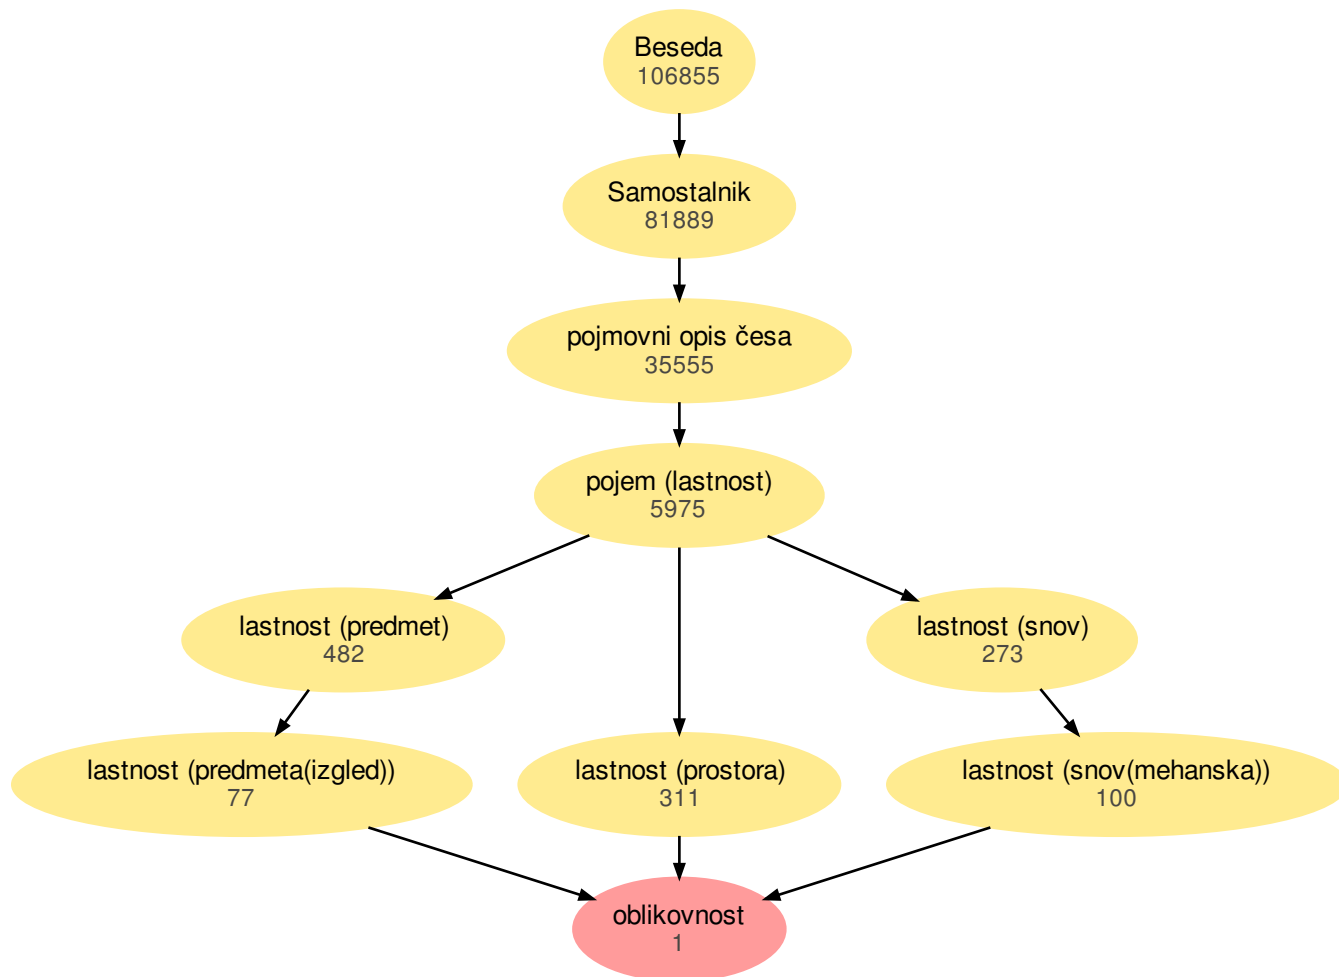 Beseda
106855
Samostalnik
81889
pojmovni opis česa
35555
pojem (lastnost)
5975
lastnost (predmet)
482
lastnost (snov)
273
lastnost (predmeta(izgled))
77
lastnost (prostora)
311
lastnost (snov(mehanska))
100
oblikovnost
1